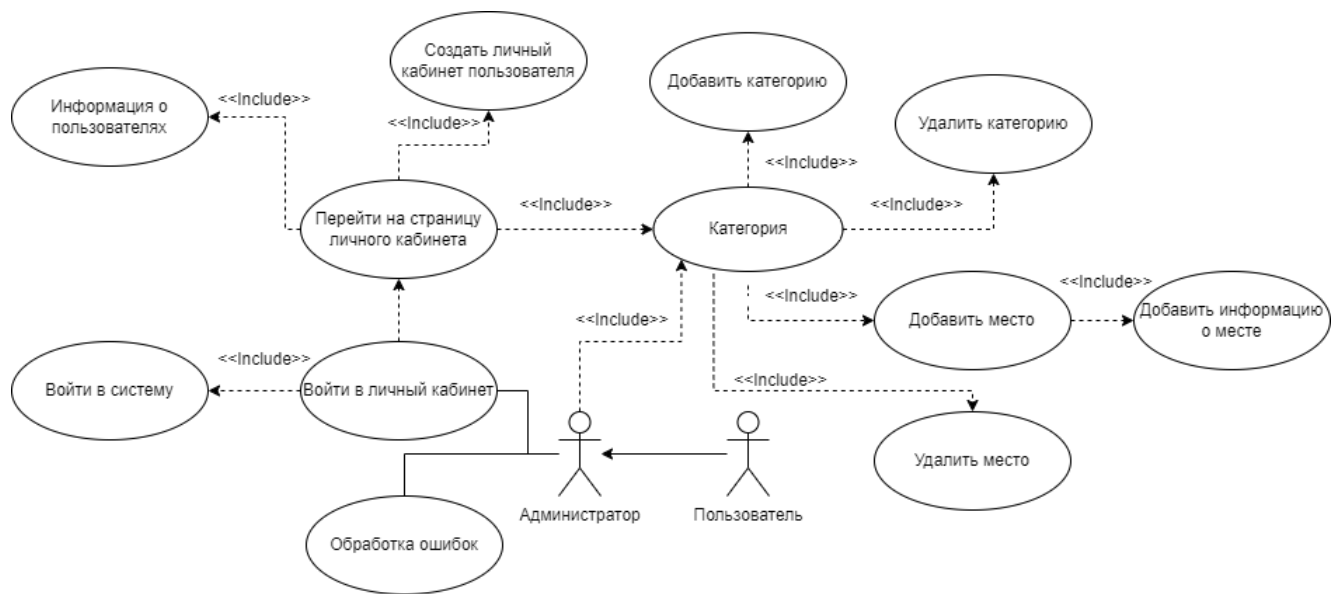 Создать личный
кабинет пользователя
Добавить категорию
Информация о
пользователях
<<Include>>
<<Include>>
Удалить категорию
<<Include>>
Перейти на страницу
личного кабинета
<<Include>>
Категория
<<Include>>
<<Include>>
Добавить место
<<Include>>
Добавить информацию
о месте
<<Include>>
<<Include>>
Войти в систему
Войти в личный кабинет
<<Include>>
Удалить место
Администратор
Пользователь
Обработка ошибок